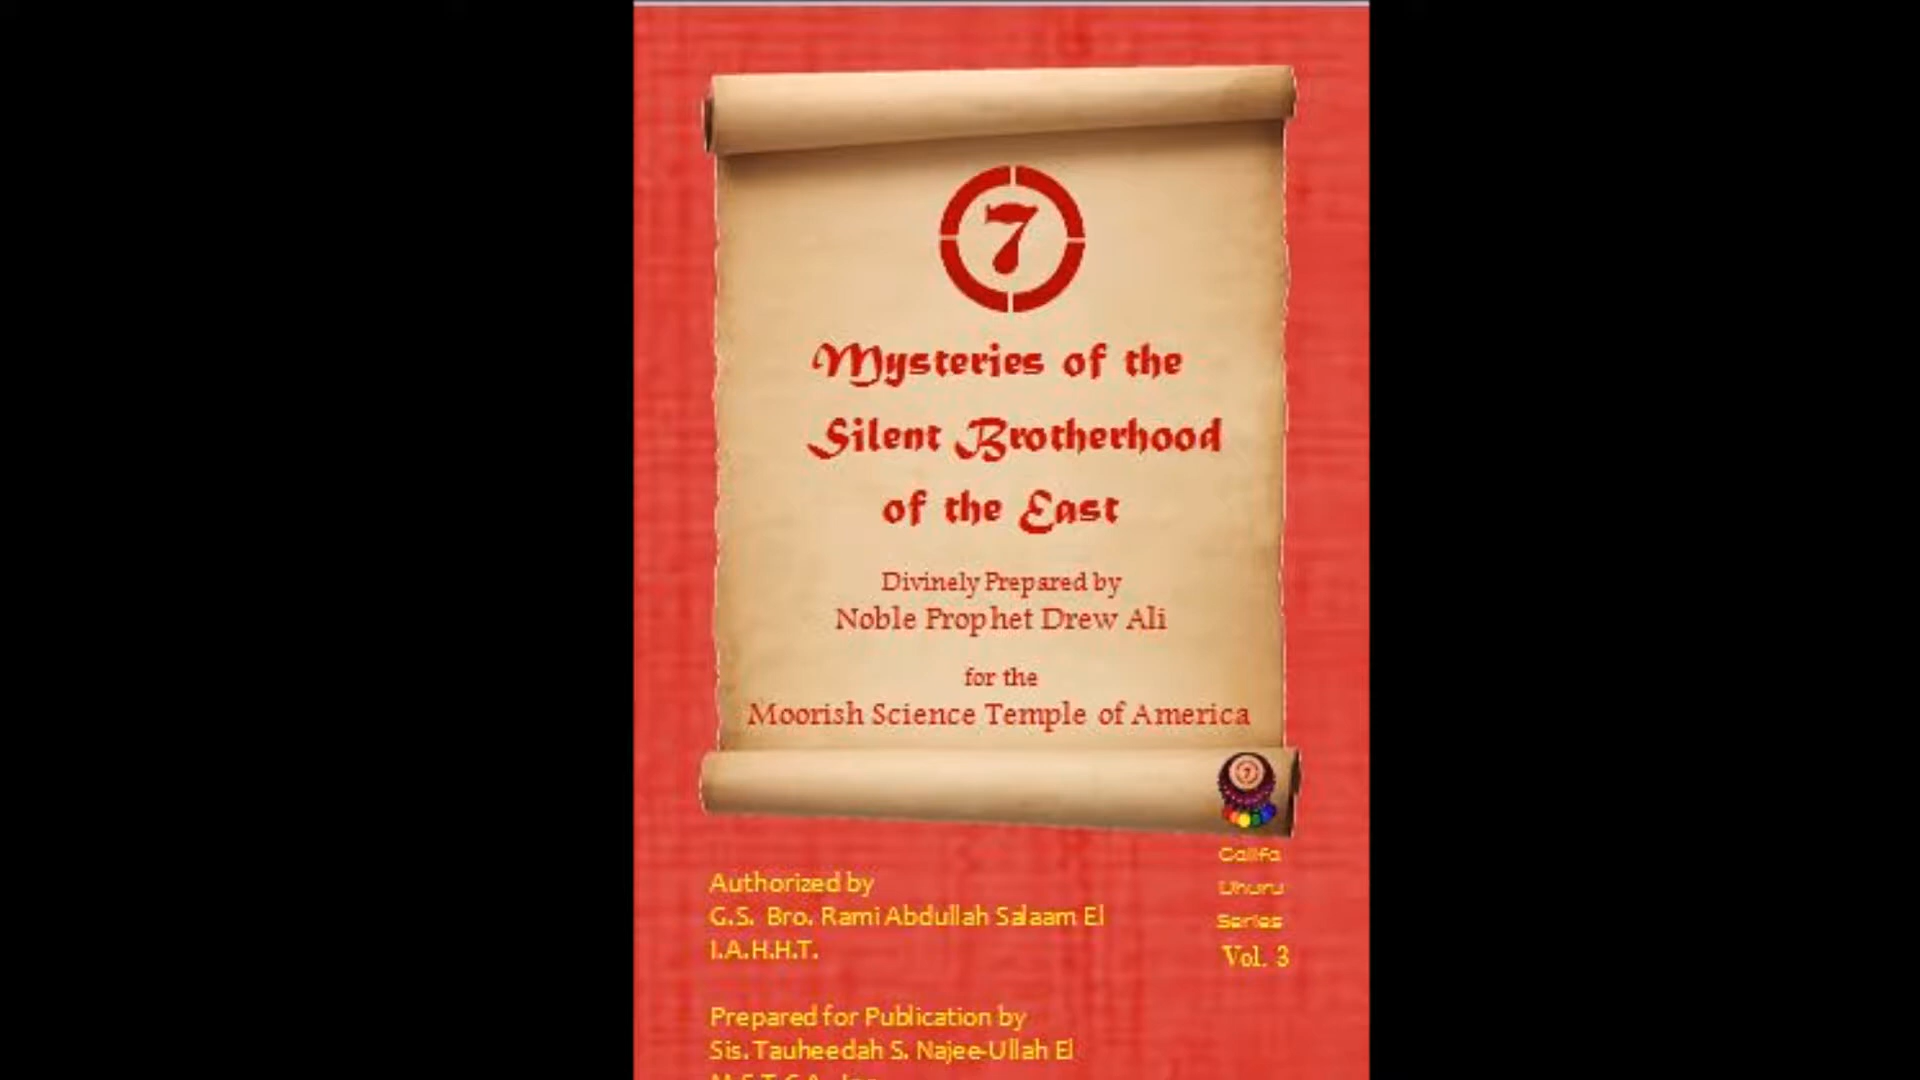 7
Mysteries of the
Silent Brotherhood
of the East
Divinely Prepared by
Noble Prophet Drew Ali
for the
Moorish Science Temple of America
7
Califa
Uhuru
Series
Vol. 3
Authorized by
G.S. Bro. Rami Abdullah Salaam El
I.A.H.H.T.
Prepared for Publication by
Sis. Tauheedah S. Najee-Ullah El